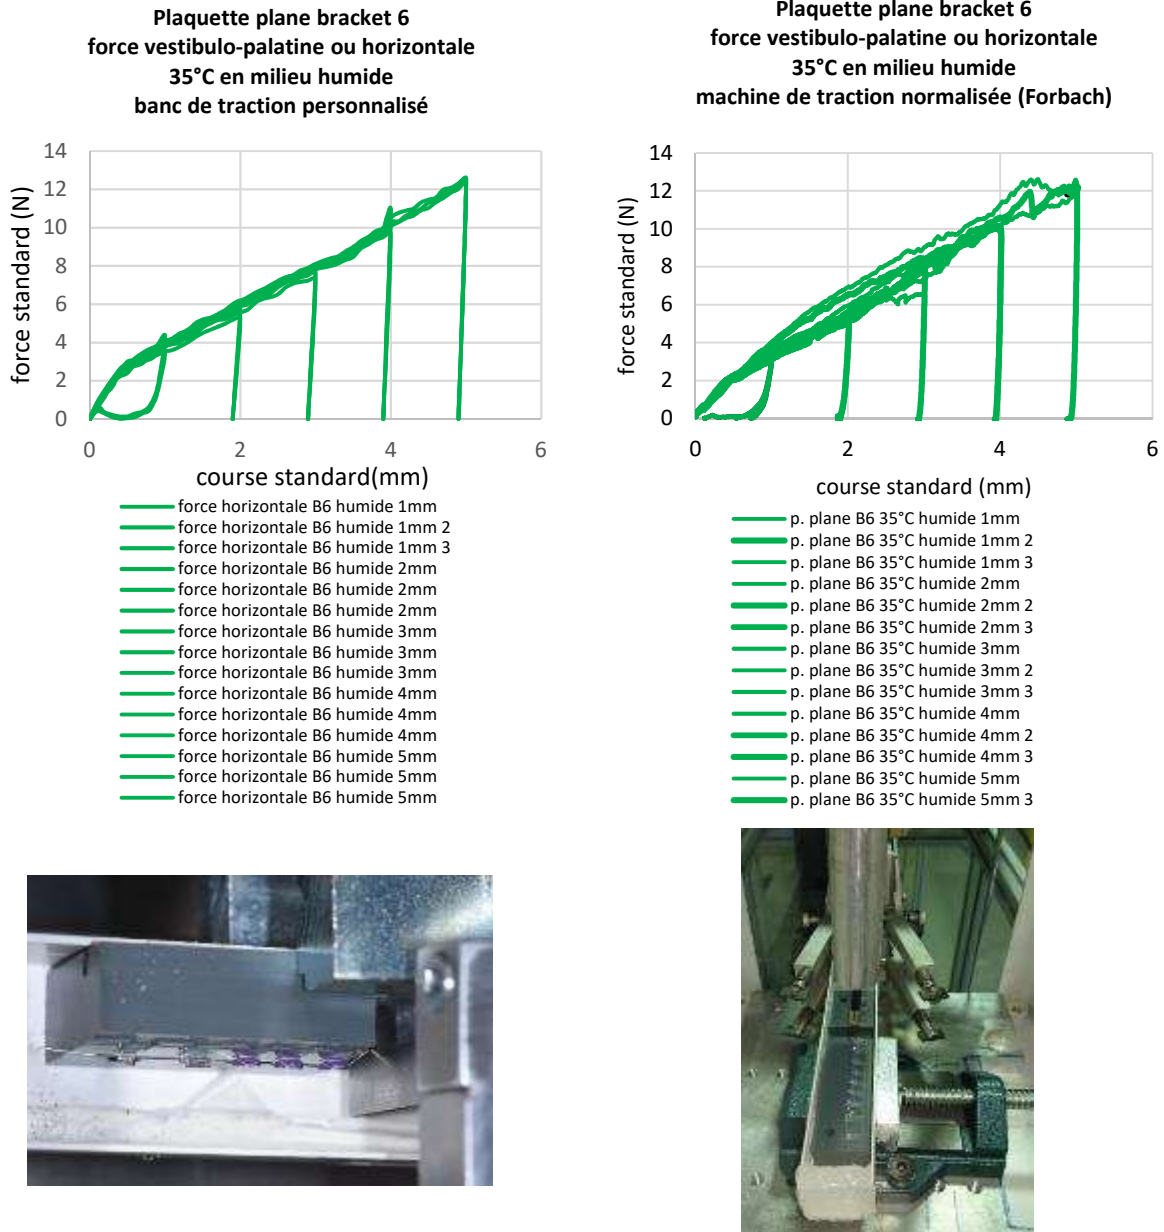 Plaquette plane bracket 6
force vestibulo-palatine ou horizontale
35°C en milieu humide
banc de traction personnalisé
14
12
10
8
6
4
2
0
0
2
4
6
force standard (N)
course standard(mm)
force horizontale B6 humide 1mm
force horizontale B6 humide 1mm 2
force horizontale B6 humide 1mm 3
force horizontale B6 humide 2mm
force horizontale B6 humide 2mm
force horizontale B6 humide 2mm
force horizontale B6 humide 3mm
force horizontale B6 humide 3mm
force horizontale B6 humide 3mm
force horizontale B6 humide 4mm
force horizontale B6 humide 4mm
force horizontale B6 humide 4mm
force horizontale B6 humide 5mm
force horizontale B6 humide 5mm
force horizontale B6 humide 5mm
Plaquette plane bracket 6
force vestibulo-palatine ou horizontale
35°C en milieu humide
machine de traction normalisée (Forbach)
14
12
10
8
6
4
2
0
0
2
4
6
force standard (N)
course standard (mm)
p. plane B6 35°C humide 1mm
p. plane B6 35°C humide 1mm 2
p. plane B6 35°C humide 1mm 3
p. plane B6 35°C humide 2mm
p. plane B6 35°C humide 2mm 2
p. plane B6 35°C humide 2mm 3
p. plane B6 35°C humide 3mm
p. plane B6 35°C humide 3mm 2
p. plane B6 35°C humide 3mm 3
p. plane B6 35°C humide 4mm
p. plane B6 35°C humide 4mm 2
p. plane B6 35°C humide 4mm 3
p. plane B6 35°C humide 5mm
p. plane B6 35°C humide 5mm 3